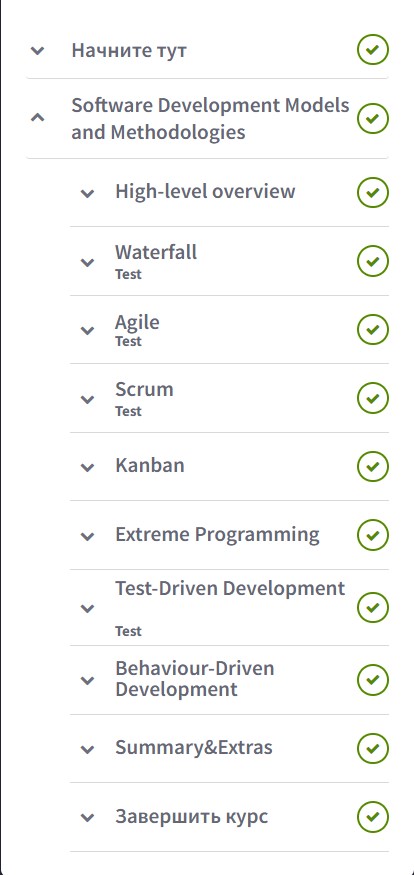 Начните тут
Software Development Models
and Methodologies
High-level overview
Waterfall
Test
Agile
Test
Scrum
Test
Kanban
Extreme Programming
Test-Driven Development
Test
Behaviour-Driven
Development
Summary&Extras
Завершить курс